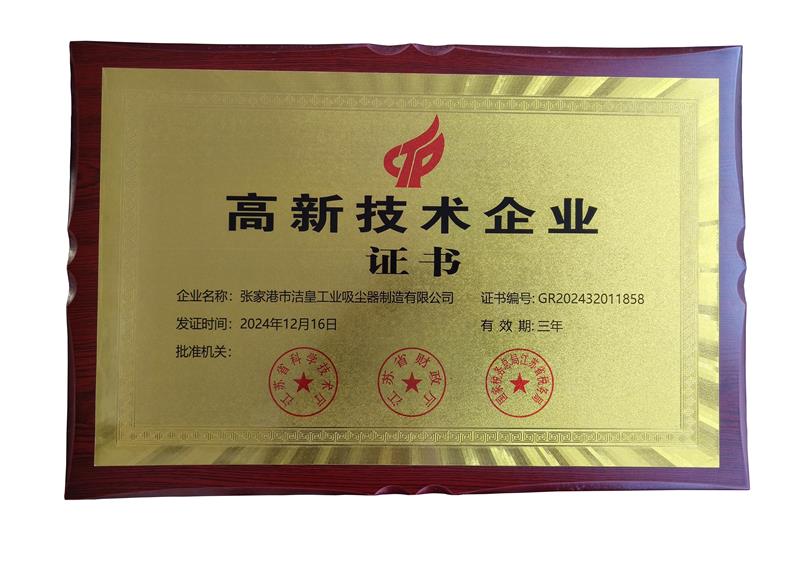 高新技术企业
证书
企业名称：张家港市洁皇工业吸尘器制造有限公司 证书编号: GR202432011858
发证时间：2024年12月16日 有 效 期: 三年
批准机关：
江苏省科学技术厅
江苏省财政厅
国家税务总局江苏省税务局